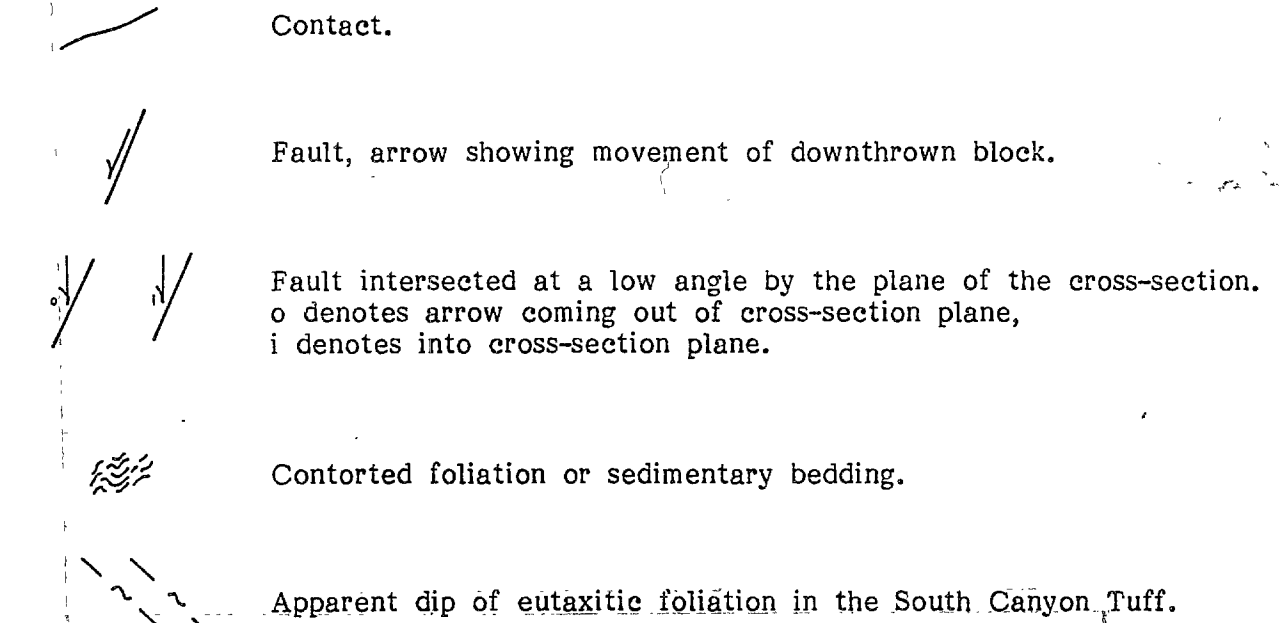 Contact.
Fault, arrow showing movement of downthrown block.
o i
Fault intersected at a low angle by the plane of the cross-section.
o denotes arrow coming out of cross-section plane,
i denotes into cross-section plane.
Contorted foliation or sedimentary bedding.
Apparent dip of eutaxitic foliation in the South Canyon Tuff.